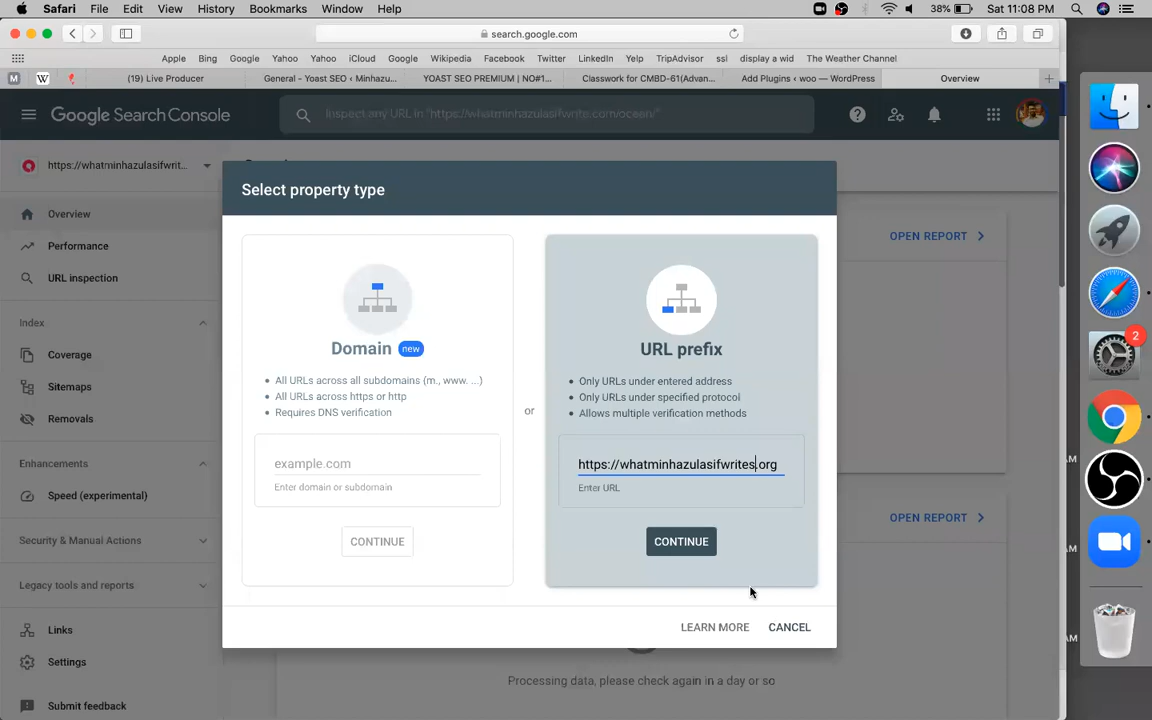 Safari File Edit View History Bookmarks Window Help 38% Sat 11:08 PM
search.google.com
Apple Bing Google Yahoo Yahoo iCloud Google Wikipedia Facebook Twitter LinkedIn Yelp TripAdvisor ssl display a wid The Weather Channel
M W (19) Live Producer General - Yoast SEO ‹ Minhazu... YOAST SEO PREMIUM | NO#1... Classwork for CMBD-61(Advan... Add Plugins ‹ woo — WordPress Overview
Google Search Console Inspect any URL in "https://whatminhazulasifwrite.com/ocean/"
https://whatminhazulasifwrit...
Select property type
Overview
Performance
URL inspection
Index
Coverage
Sitemaps
Removals
Enhancements
Speed (experimental)
Security & Manual Actions
Legacy tools and reports
Links
Settings
Submit feedback
Domain new
• All URLs across all subdomains (m., www. ...)
• All URLs across https or http
• Requires DNS verification
example.com
Enter domain or subdomain
CONTINUE
or
URL prefix
• Only URLs under entered address
• Only URLs under specified protocol
• Allows multiple verification methods
https://whatminhazulasifwrites.org
Enter URL
CONTINUE
LEARN MORE CANCEL
OPEN REPORT
OPEN REPORT
Processing data, please check again in a day or so
2
AM
AM
AM